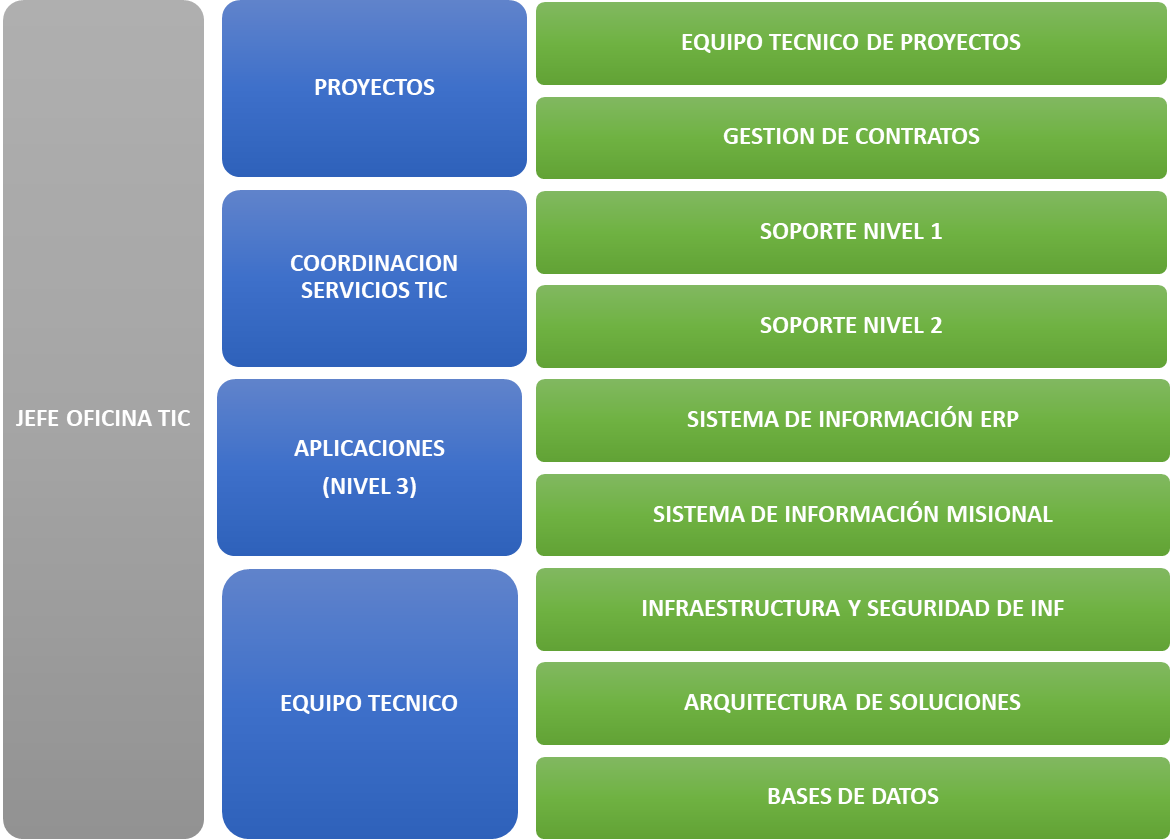 JEFE OFICINA TIC
PROYECTOS
EQUIPO TECNICO DE PROYECTOS
GESTION DE CONTRATOS
COORDINACION
SERVICIOS TIC
SOPORTE NIVEL 1
SOPORTE NIVEL 2
APLICACIONES
(NIVEL 3)
SISTEMA DE INFORMACIÓN ERP
SISTEMA DE INFORMACIÓN MISIONAL
EQUIPO TECNICO
INFRAESTRUCTURA Y SEGURIDAD DE INF
ARQUITECTURA DE SOLUCIONES
BASES DE DATOS